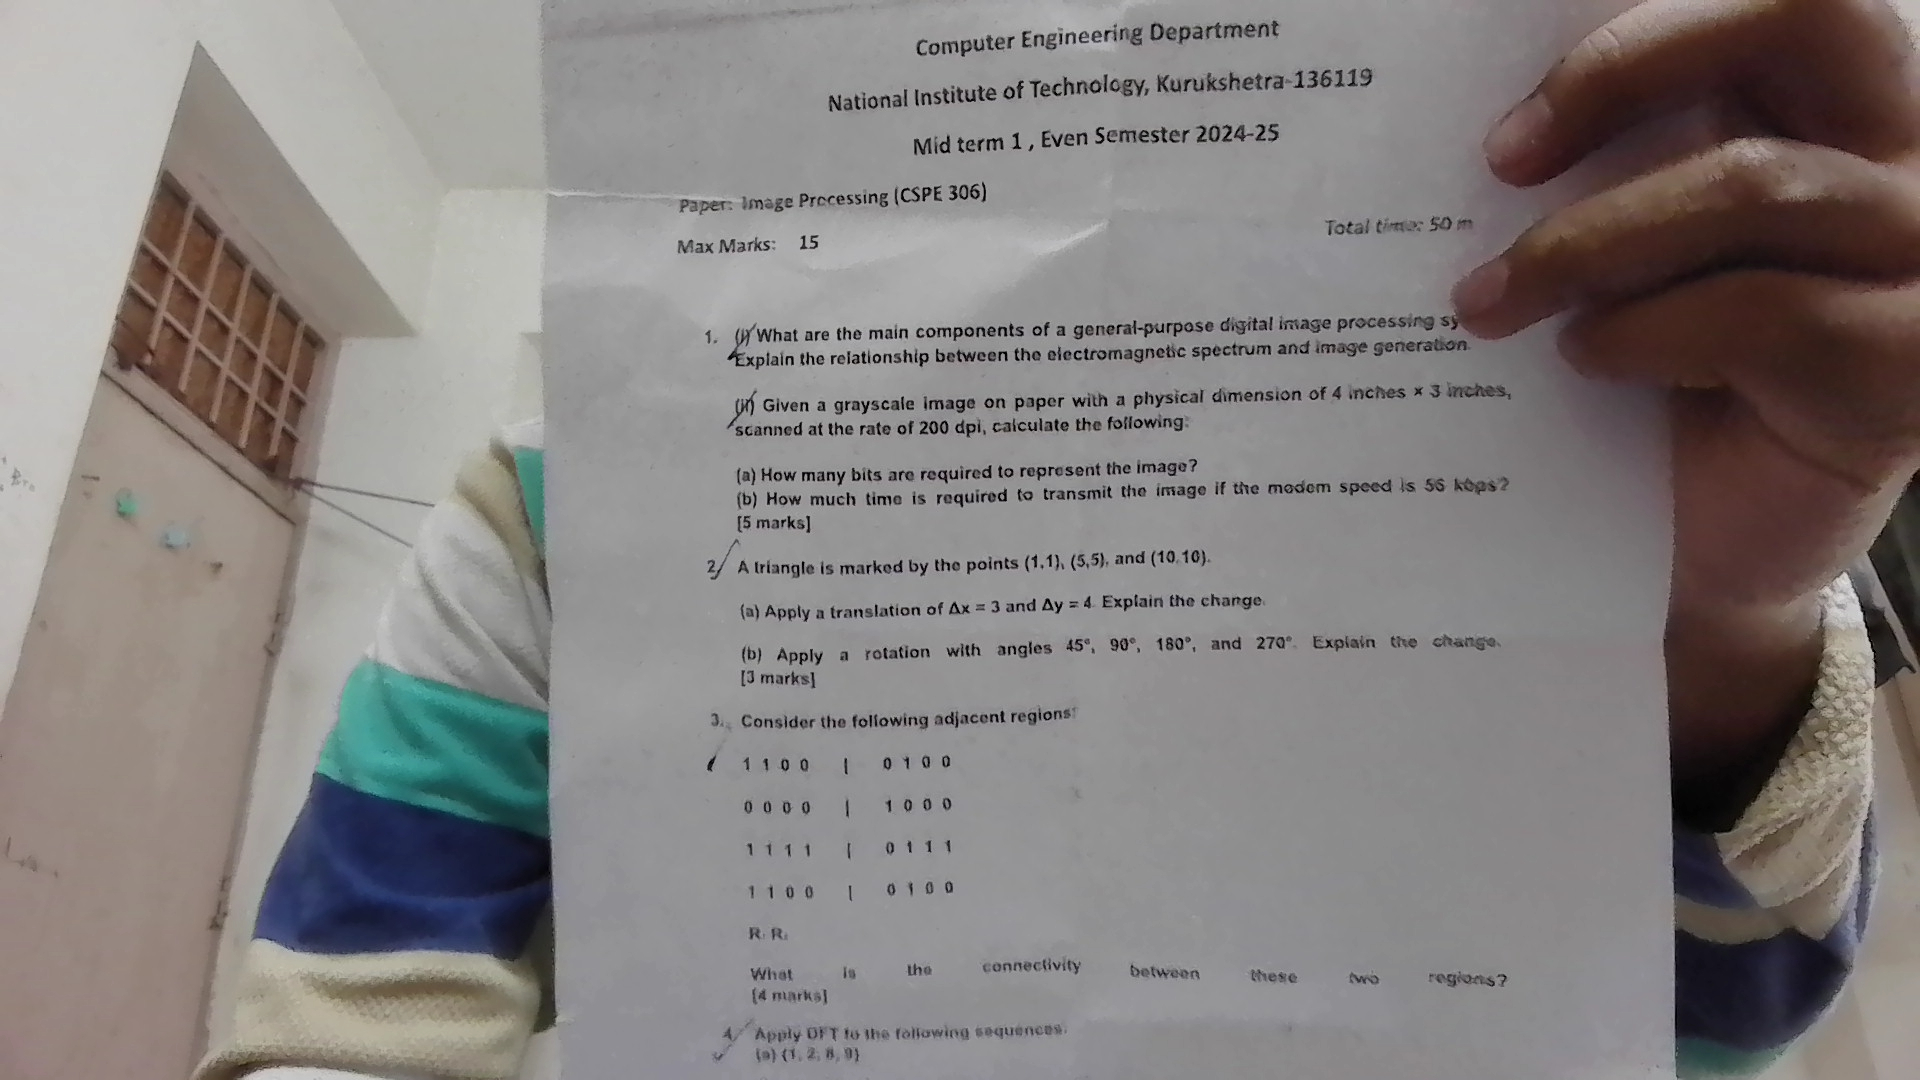 Computer Engineering Department
National Institute of Technology, Kurukshetra-136119
Mid term 1 , Even Semester 2024-25
Paper: Image Processing (CSPE 306)
Total time: 50 m
Max Marks: 15
1. (i) What are the main components of a general-purpose digital image processing sy
Explain the relationship between the electromagnetic spectrum and image generation.
(ii) Given a grayscale image on paper with a physical dimension of 4 inches × 3 inches,
scanned at the rate of 200 dpi, calculate the following:
(a) How many bits are required to represent the image?
(b) How much time is required to transmit the image if the modem speed is 56 kbps?
[5 marks]
2. A triangle is marked by the points (1,1), (5,5), and (10,10).
(a) Apply a translation of Δx = 3 and Δy = 4. Explain the change.
(b) Apply a rotation with angles 45°, 90°, 180°, and 270°. Explain the change.
[3 marks]
3. Consider the following adjacent regions:
1 1 0 0 | 0 1 0 0
0 0 0 0 | 1 0 0 0
1 1 1 1 | 0 1 1 1
1 1 0 0 | 0 1 0 0
What is the connectivity between these two regions?
[4 marks]
4. Apply DFT to the following sequences.
(a) {1, 2, 8, 9}